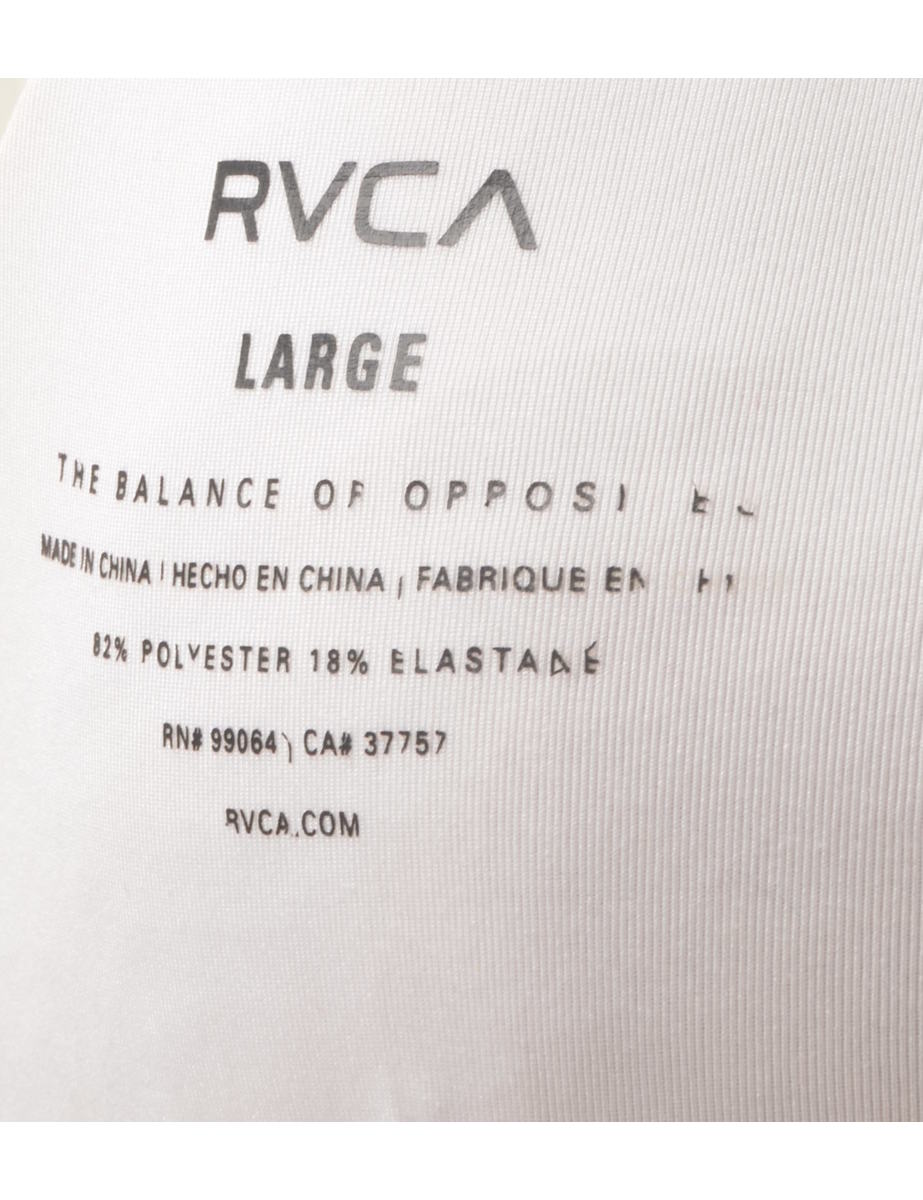 RVCA
LARGE
THE BALANCE OF
MADE IN CHINA | HECHO EN CHINA | FABRIQUE EN
82% POLYESTER 18% ELASTANE
RN# 99064 | CA# 37757
RVCA.COM